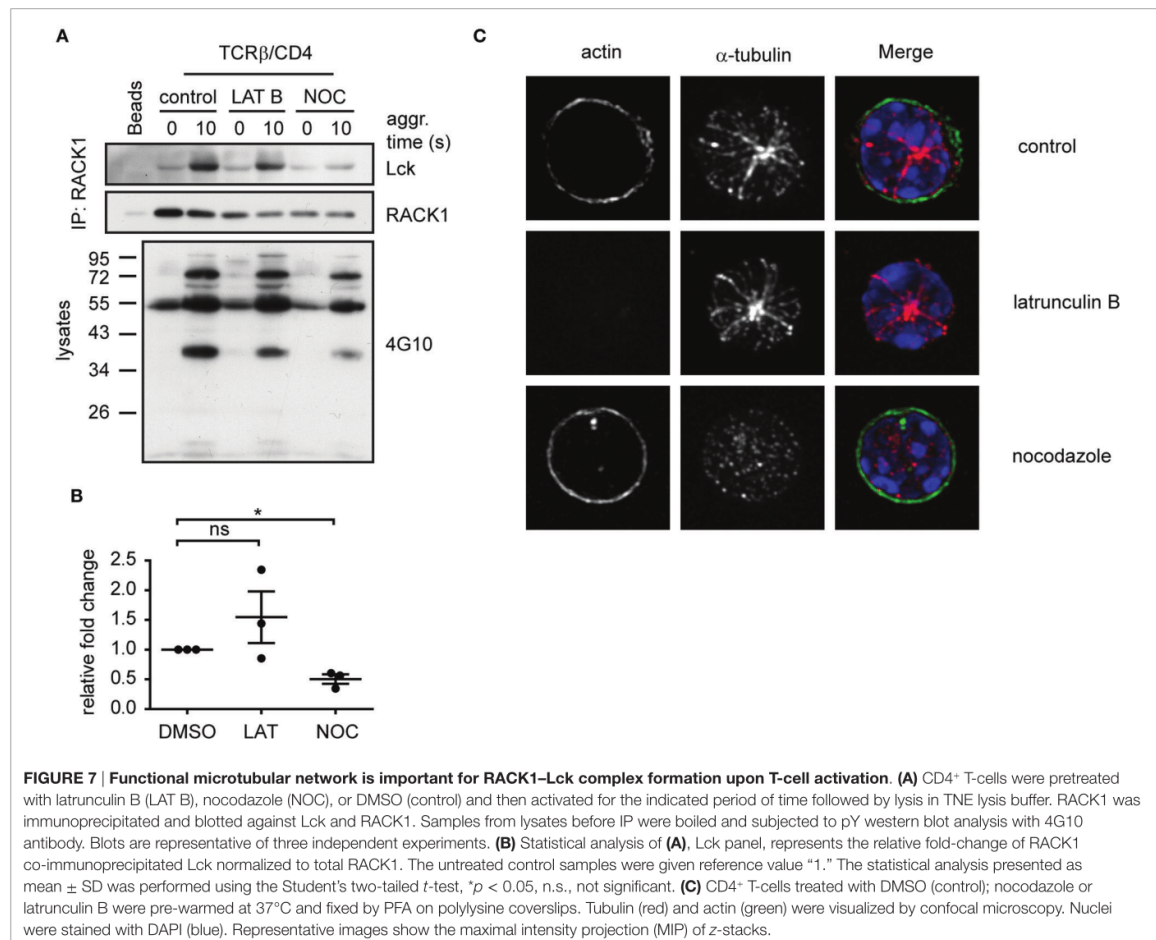 A
TCRβ/CD4
control LAT B NOC
Beads 0 10 0 10 0 10 aggr. time (s)
IP: RACK1
Lck
RACK1
lysates
95
72
55
43
34
26
4G10
B
*
ns
relative fold change
2.5
2.0
1.5
1.0
0.5
0.0
DMSO LAT NOC
C
actin α-tubulin Merge
control
latrunculin B
nocodazole
FIGURE 7 | Functional microtubular network is important for RACK1–Lck complex formation upon T-cell activation. (A) CD4⁺ T-cells were pretreated
with latrunculin B (LAT B), nocodazole (NOC), or DMSO (control) and then activated for the indicated period of time followed by lysis in TNE lysis buffer. RACK1 was
immunoprecipitated and blotted against Lck and RACK1. Samples from lysates before IP were boiled and subjected to pY western blot analysis with 4G10
antibody. Blots are representative of three independent experiments. (B) Statistical analysis of (A), Lck panel, represents the relative fold-change of RACK1
co-immunoprecipitated Lck normalized to total RACK1. The untreated control samples were given reference value “1.” The statistical analysis presented as
mean ± SD was performed using the Student’s two-tailed t-test, *p < 0.05, n.s., not significant. (C) CD4⁺ T-cells treated with DMSO (control); nocodazole or
latrunculin B were pre-warmed at 37°C and fixed by PFA on polylysine coverslips. Tubulin (red) and actin (green) were visualized by confocal microscopy. Nuclei
were stained with DAPI (blue). Representative images show the maximal intensity projection (MIP) of z-stacks.